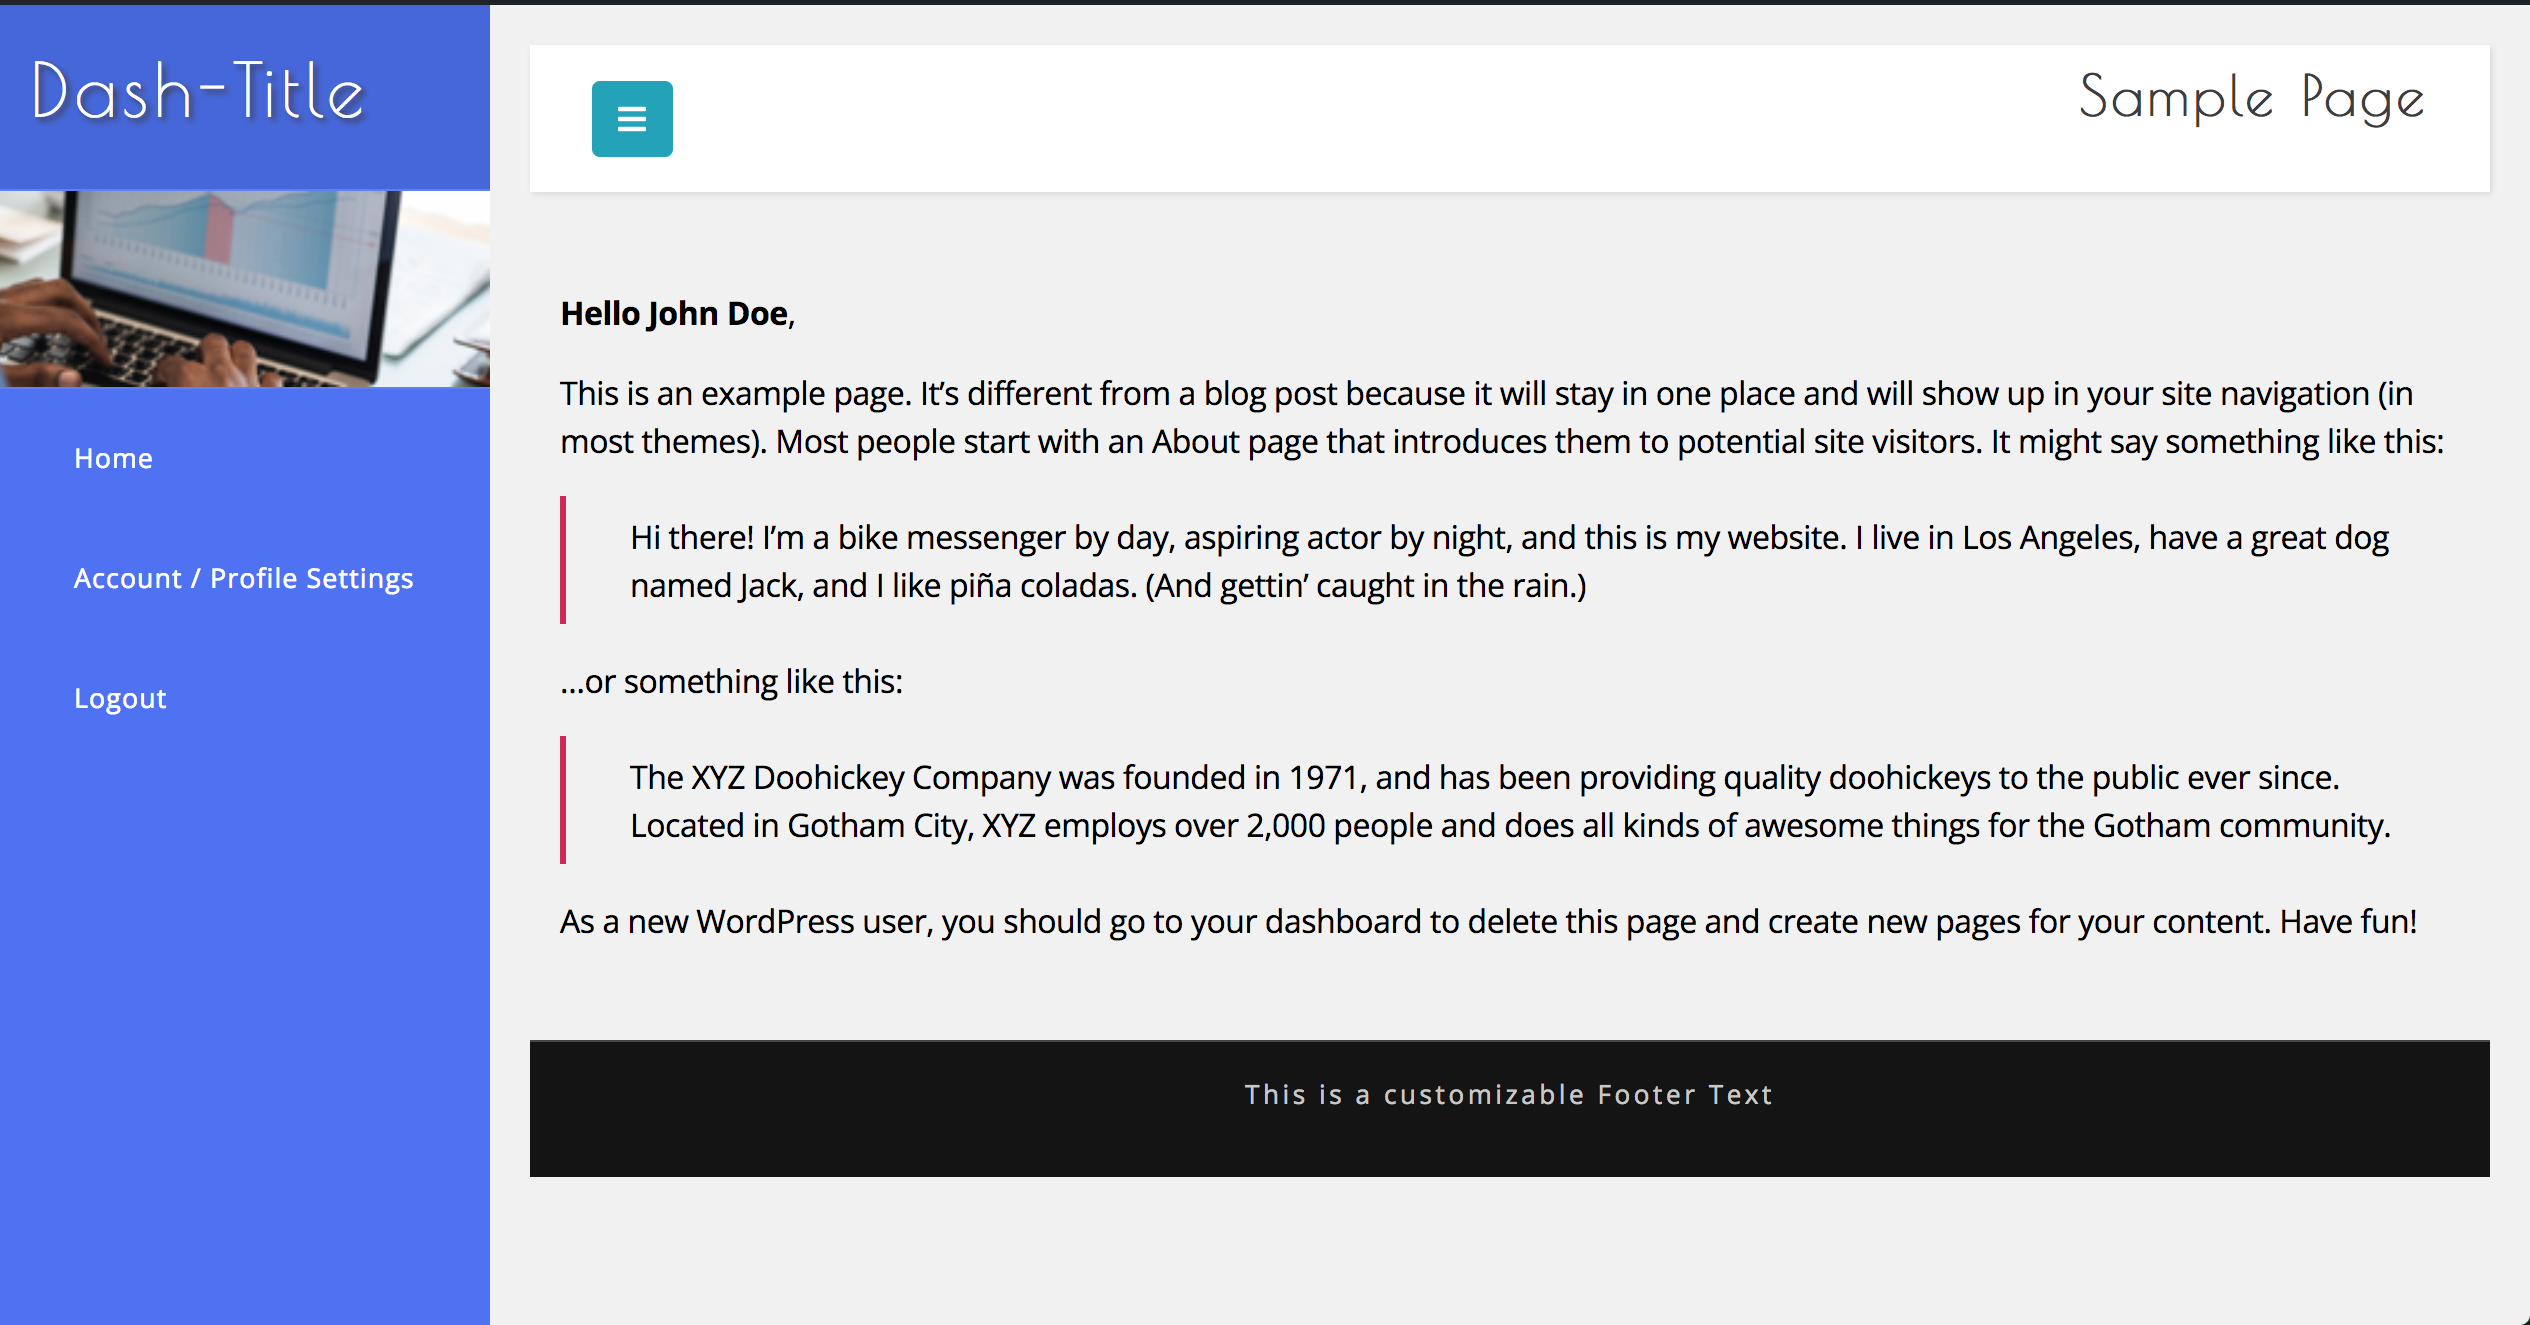 Dash-Title
Sample Page
Home
Account / Profile Settings
Logout
Hello John Doe,
This is an example page. It’s different from a blog post because it will stay in one place and will show up in your site navigation (in
most themes). Most people start with an About page that introduces them to potential site visitors. It might say something like this:
Hi there! I’m a bike messenger by day, aspiring actor by night, and this is my website. I live in Los Angeles, have a great dog
named Jack, and I like piña coladas. (And gettin’ caught in the rain.)
…or something like this:
The XYZ Doohickey Company was founded in 1971, and has been providing quality doohickeys to the public ever since.
Located in Gotham City, XYZ employs over 2,000 people and does all kinds of awesome things for the Gotham community.
As a new WordPress user, you should go to your dashboard to delete this page and create new pages for your content. Have fun!
This is a customizable Footer Text